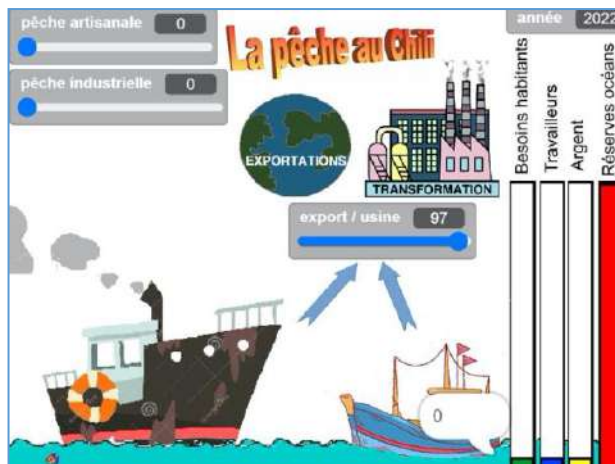 pêche artisanale 0
pêche industrielle 0
La pêche au Chili
année 2022
EXPORTATIONS
TRANSFORMATION
export / usine 97
Besoins habitants
Travailleurs
Argent
Réserves océans
0